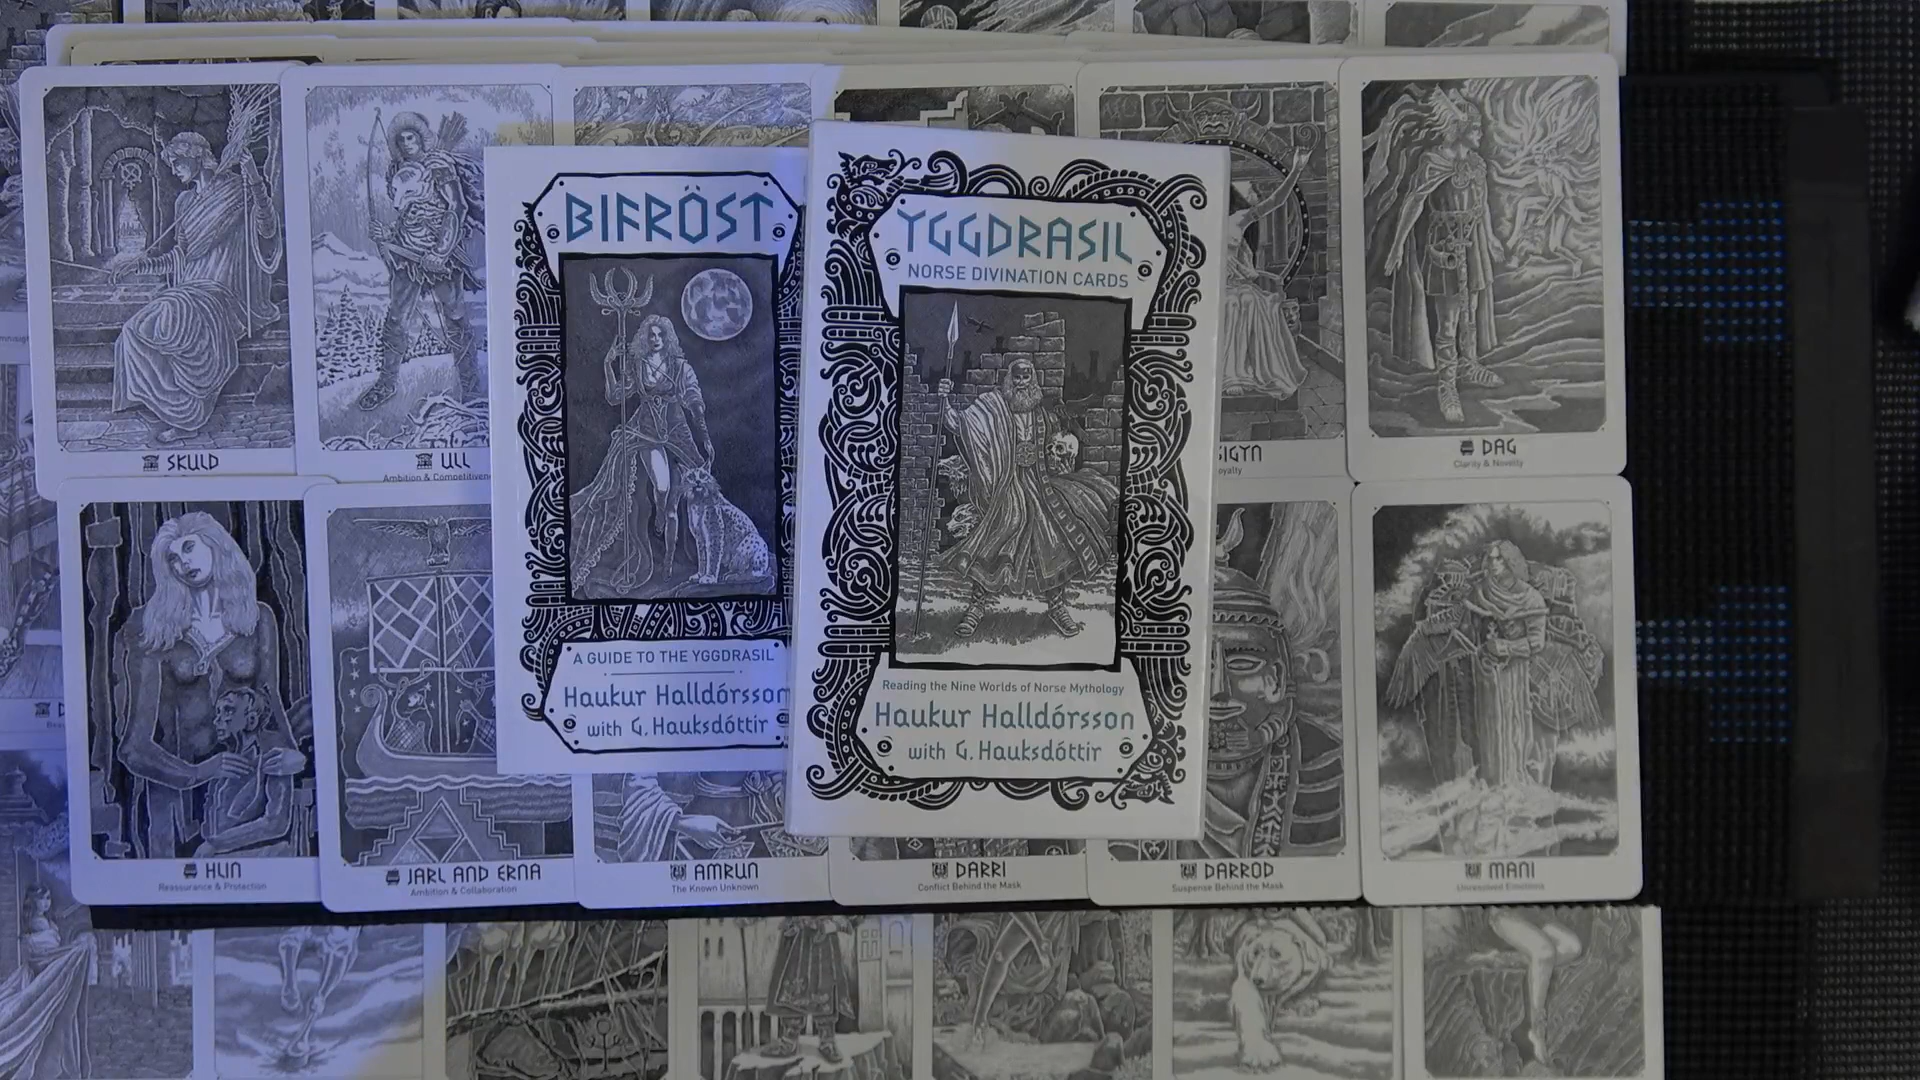 SKULD
ULL
Ambition & Competitiven
BIFRÖST
A GUIDE TO THE YGGDRASIL
Haukur Halldórsson
with G. Hauksdóttir
YGGDRASIL
NORSE DIVINATION CARDS
Reading the Nine Worlds of Norse Mythology
Haukur Halldórsson
with G. Hauksdóttir
SIGYN
oyalty
DAG
Clarity & Novelty
HLIN
Reassurance & Protection
JARL AND ERNA
Ambition & Collaboration
AMRUN
The Known Unknown
DARRI
Conflict Behind the Mask
DARROD
Suspense Behind the Mask
MANI
Unresolved Emotions